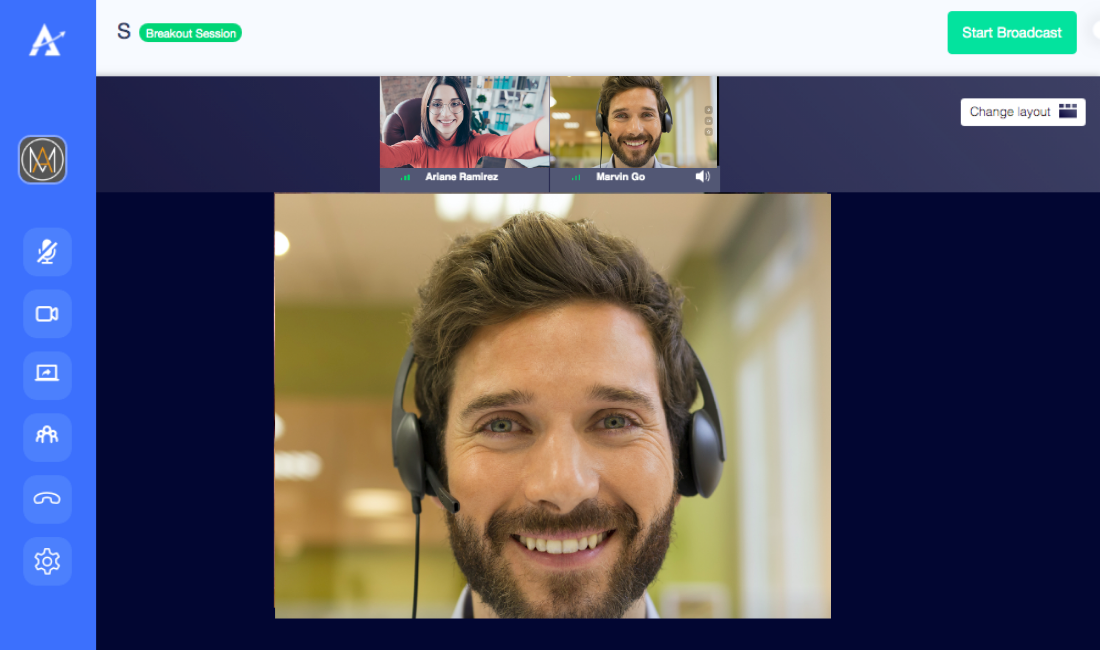 S Breakout Session
Start Broadcast
Change layout
Ariane Ramirez
Marvin Go